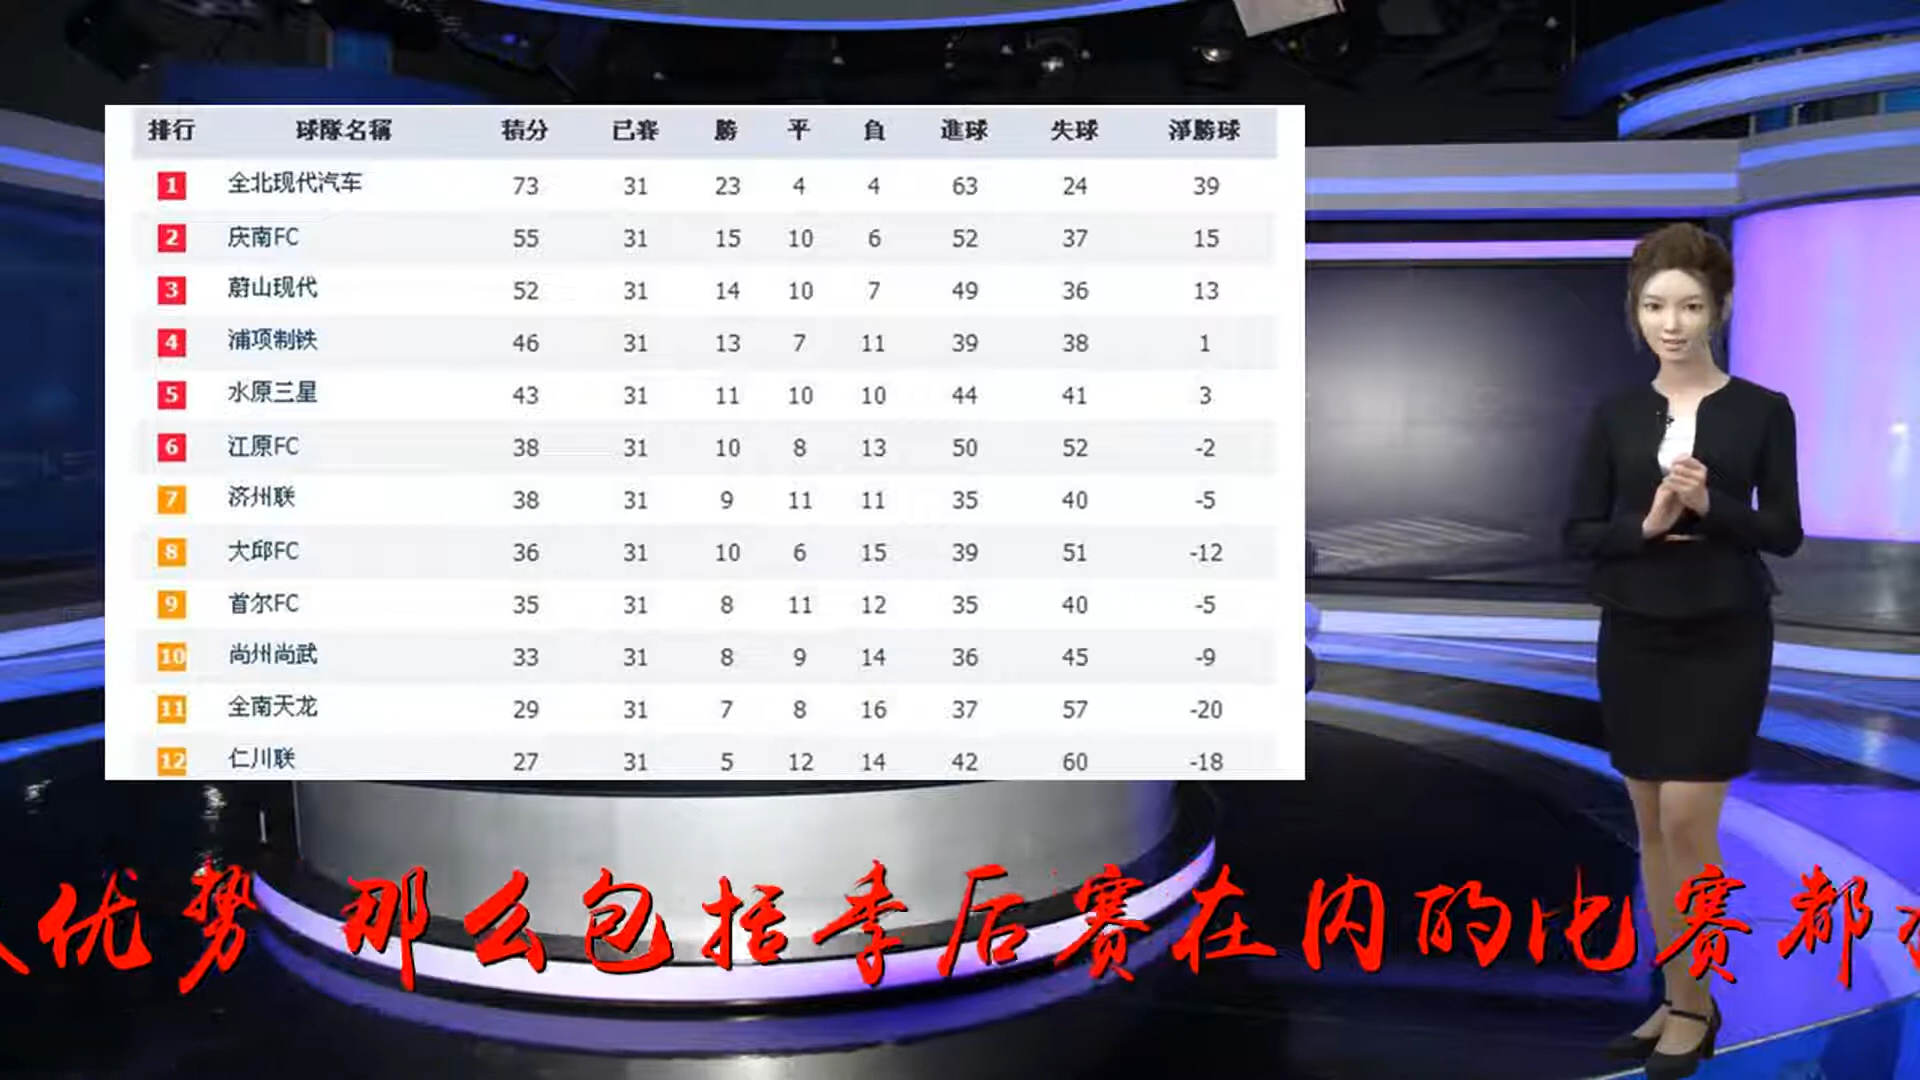 排行 球隊名稱 積分 已賽 勝 平 負 進球 失球 淨勝球
1 全北现代汽车 73 31 23 4 4 63 24 39
2 庆南FC 55 31 15 10 6 52 37 15
3 蔚山现代 52 31 14 10 7 49 36 13
4 浦项制铁 46 31 13 7 11 39 38 1
5 水原三星 43 31 11 10 10 44 41 3
6 江原FC 38 31 10 8 13 50 52 -2
7 济州联 38 31 9 11 11 35 40 -5
8 大邱FC 36 31 10 6 15 39 51 -12
9 首尔FC 35 31 8 11 12 35 40 -5
10 尚州尚武 33 31 8 9 14 36 45 -9
11 全南天龙 29 31 7 8 16 37 57 -20
12 仁川联 27 31 5 12 14 42 60 -18
优势 那么包括季后赛在内的比赛都